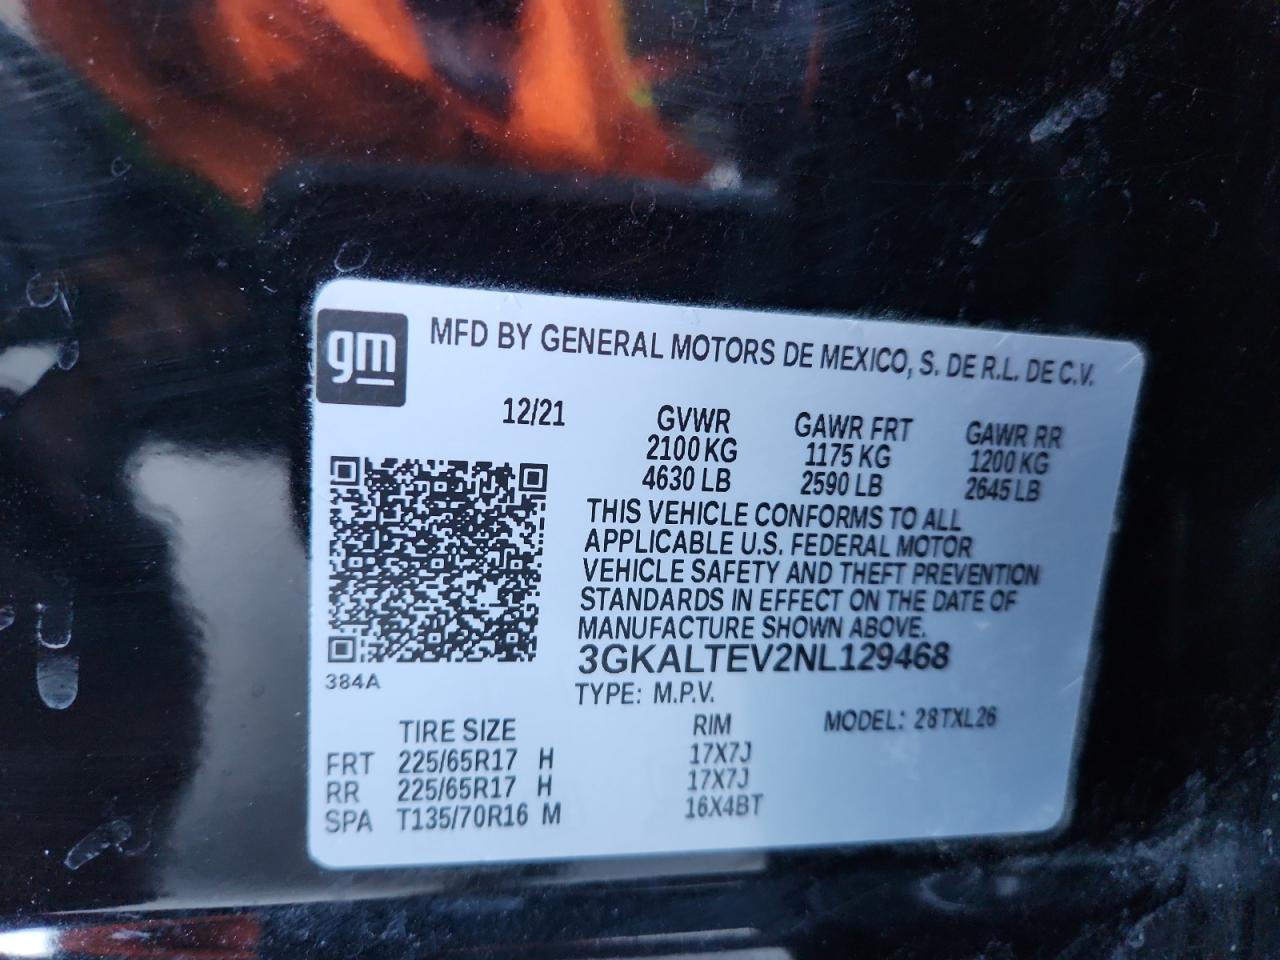 gm
MFD BY GENERAL MOTORS DE MEXICO, S. DE R.L. DE C.V.
12/21 GVWR GAWR FRT GAWR RR
2100 KG 1175 KG 1200 KG
4630 LB 2590 LB 2645 LB
THIS VEHICLE CONFORMS TO ALL
APPLICABLE U.S. FEDERAL MOTOR
VEHICLE SAFETY AND THEFT PREVENTION
STANDARDS IN EFFECT ON THE DATE OF
MANUFACTURE SHOWN ABOVE.
3GKALTEV2NL129468
384A
TYPE: M.P.V.
TIRE SIZE RIM MODEL: 28TXL26
FRT 225/65R17 H 17X7J
RR 225/65R17 H 17X7J
SPA T135/70R16 M 16X4BT